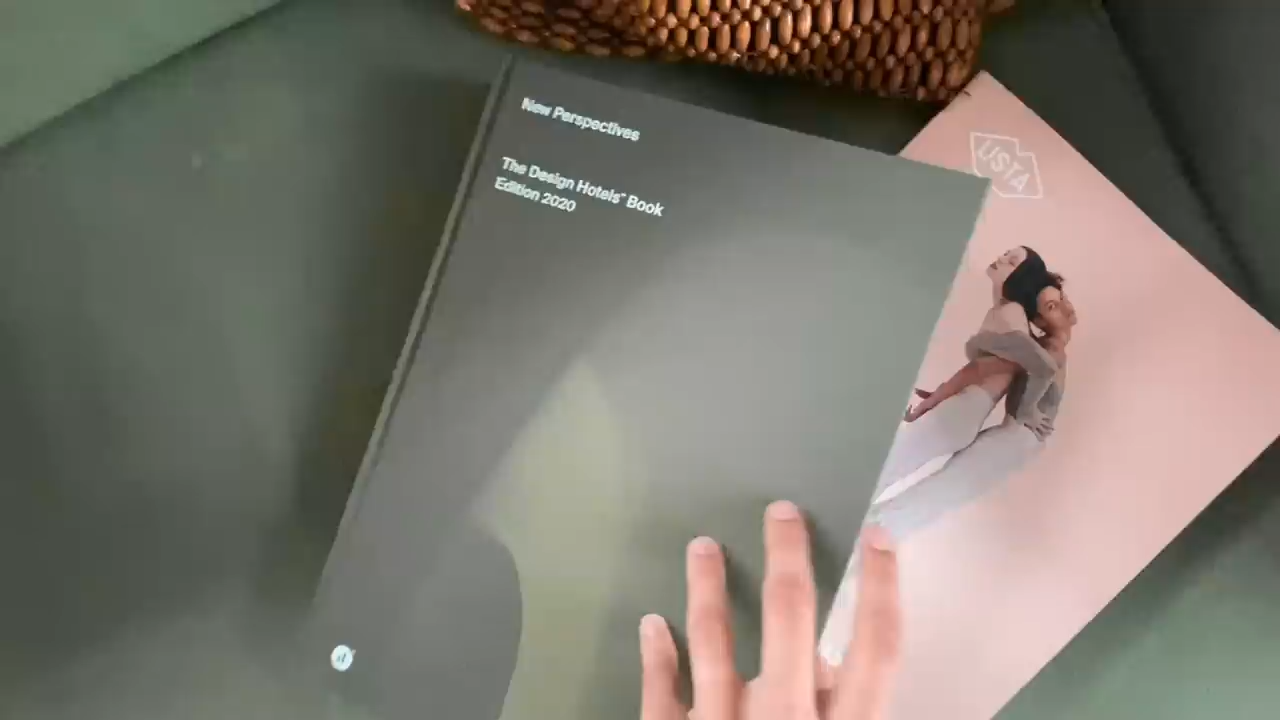 New Perspectives
The Design Hotels™ Book
Edition 2020
USTA
d